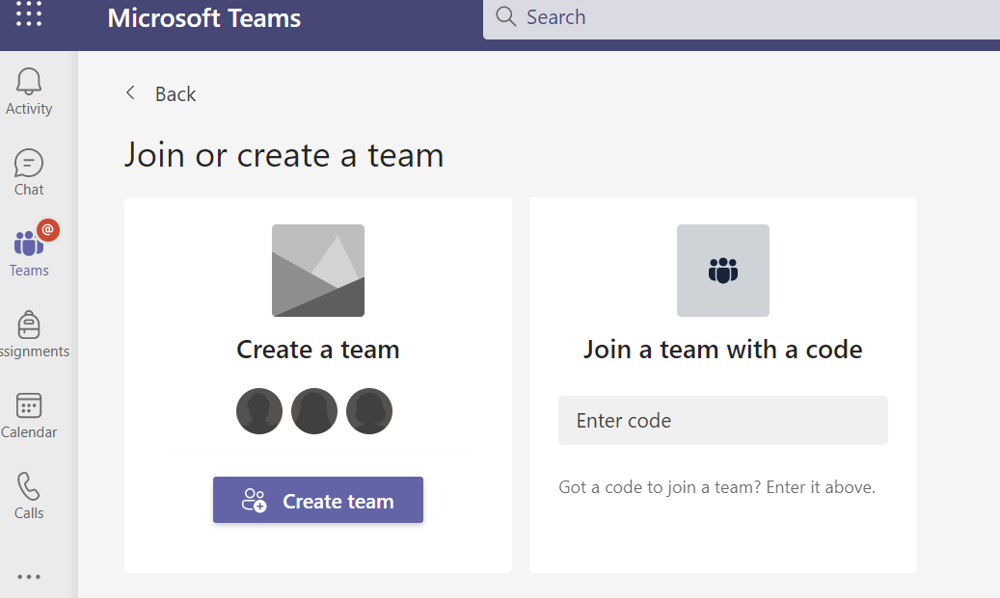 Microsoft Teams
Search
Activity
Chat
@
Teams
ssignments
Calendar
Calls
Back
Join or create a team
Create a team
Create team
Join a team with a code
Enter code
Got a code to join a team? Enter it above.